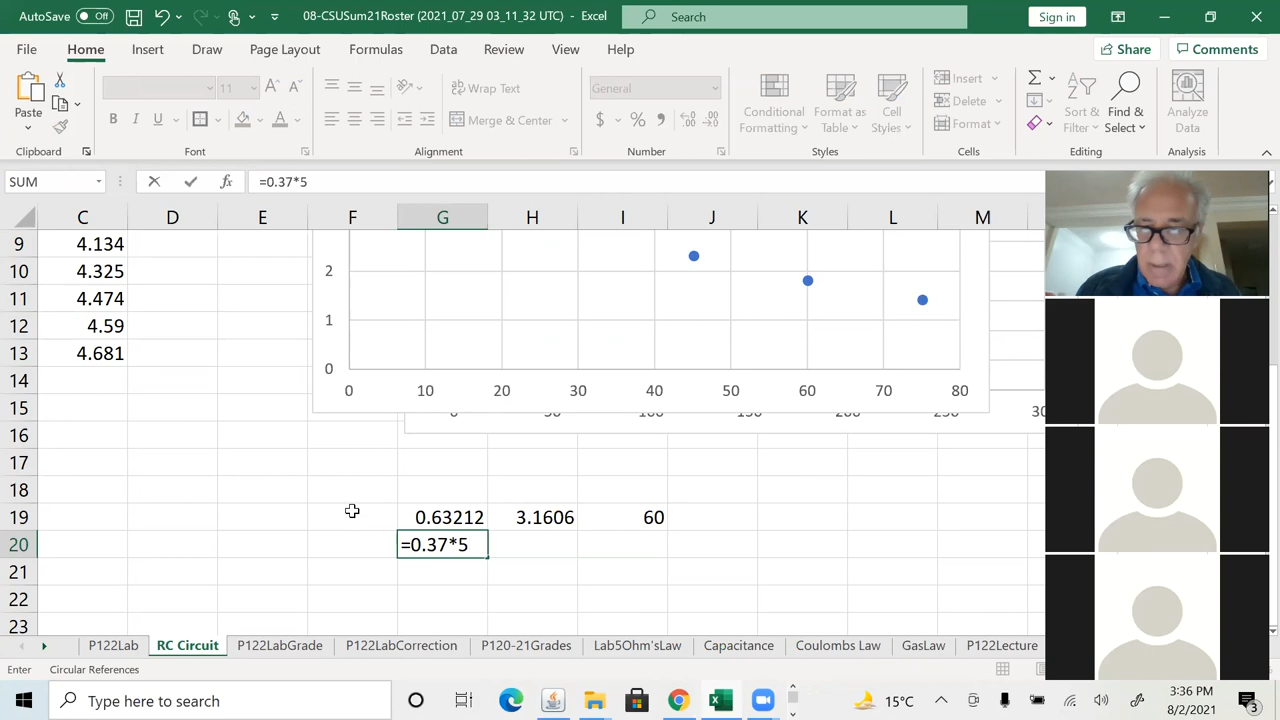 AutoSave Off 08-CSUSum21Roster (2021_07_29 03_11_32 UTC) - Excel Search Sign in
File Home Insert Draw Page Layout Formulas Data Review View Help Share Comments
Paste 11 A A B I U A Wrap Text Merge & Center General $ % Conditional Formatting Format as Table Cell Styles Insert Delete Format Sort & Filter Find & Select Analyze Data
Clipboard Font Alignment Number Styles Cells Editing Analysis
SUM fx =0.37*5
C D E F G H I J K L M
9 4.134
10 4.325
11 4.474
12 4.59
13 4.681
14
15
16
17
18
19 0.63212 3.1606 60
20 =0.37*5
21
22
23
2
1
0
0 10 20 30 40 50 60 70 80
P122Lab RC Circuit P122LabGrade P122LabCorrection P120-21Grades Lab5Ohm'sLaw Capacitance Coulombs Law GasLaw P122Lecture
Enter Circular References
Type here to search 15°C 3:36 PM
8/2/2021 3